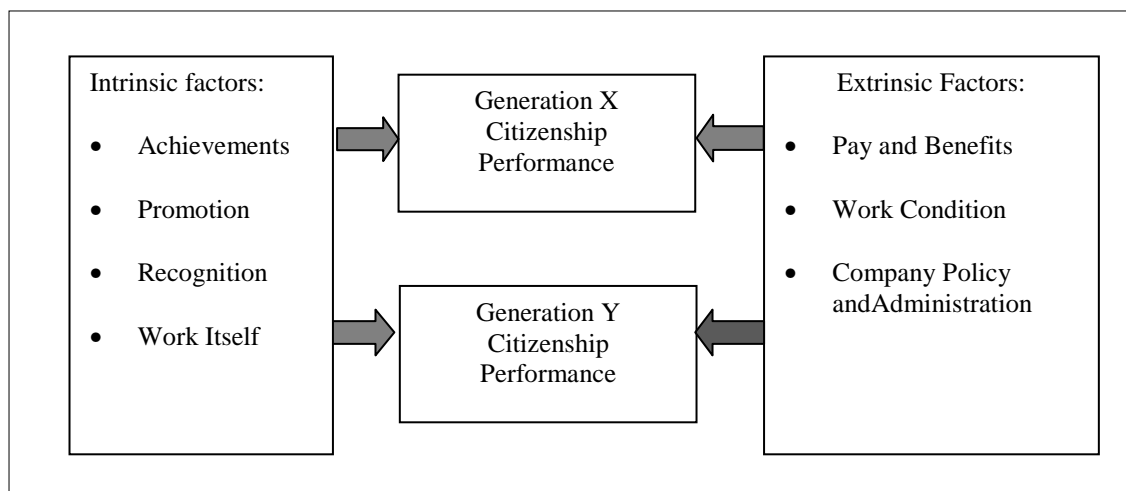 Intrinsic factors:
• Achievements
• Promotion
• Recognition
• Work Itself
Generation X
Citizenship
Performance
Generation Y
Citizenship
Performance
Extrinsic Factors:
• Pay and Benefits
• Work Condition
• Company Policy
andAdministration